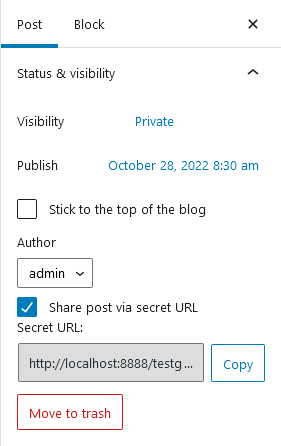 Post Block
Status & visibility
Visibility Private
Publish October 28, 2022 8:30 am
Stick to the top of the blog
Author
admin
Share post via secret URL
Secret URL:
http://localhost:8888/testg ... Copy
Move to trash